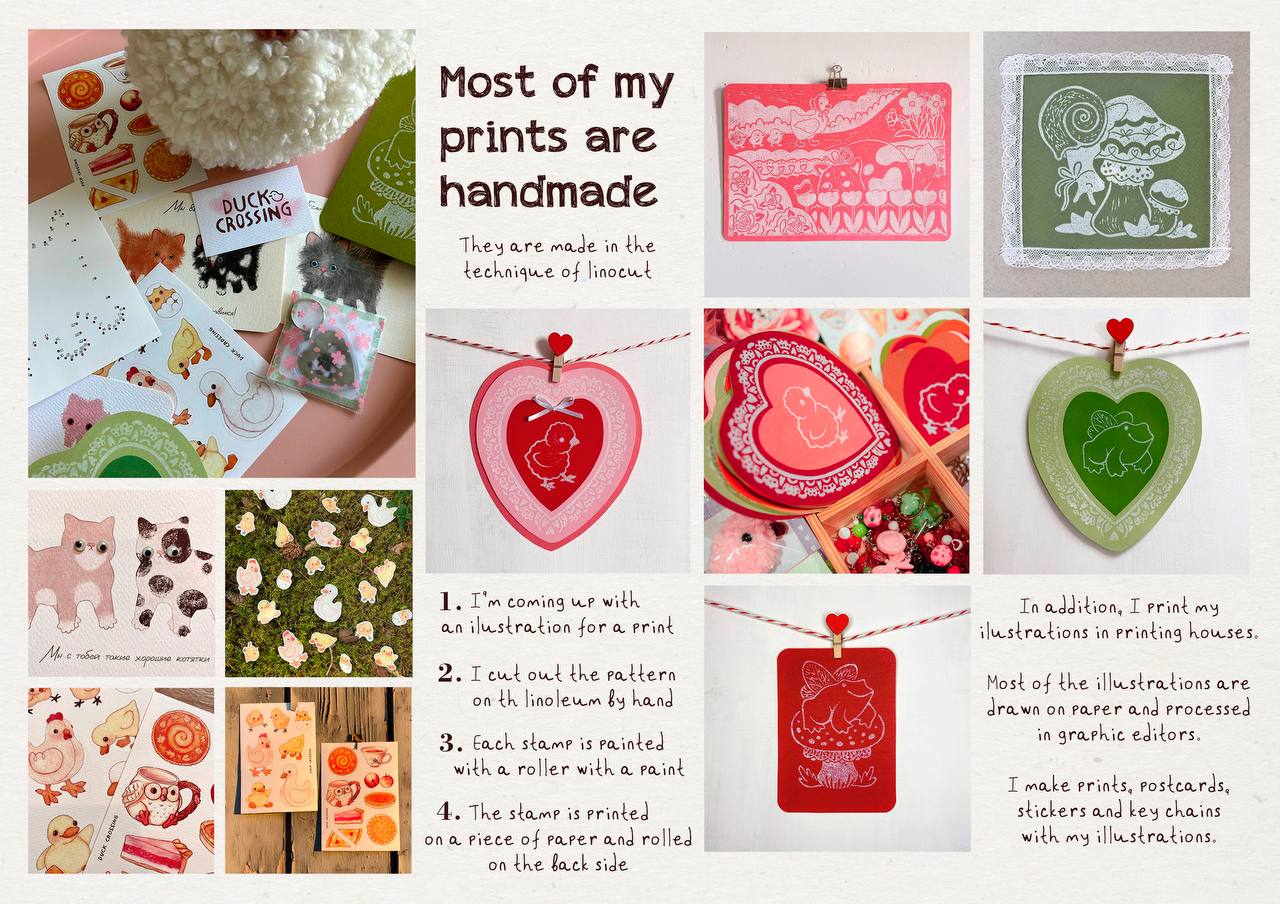 Most of my
prints are
handmade
They are made in the
technique of linocut
DUCK
CROSSING
Мы
DUCK CROSSING
Мы с тобой такие хорошие котятки
DUCK CROSSING
1. I'm coming up with
an ilustration for a print
2. I cut out the pattern
on th linoleum by hand
3. Each stamp is painted
with a roller with a paint
4. The stamp is printed
on a piece of paper and rolled
on the back side
In addition, I print my
ilustrations in printing houses.
Most of the illustrations are
drawn on paper and processed
in graphic editors.
I make prints, postcards,
stickers and key chains
with my illustrations.